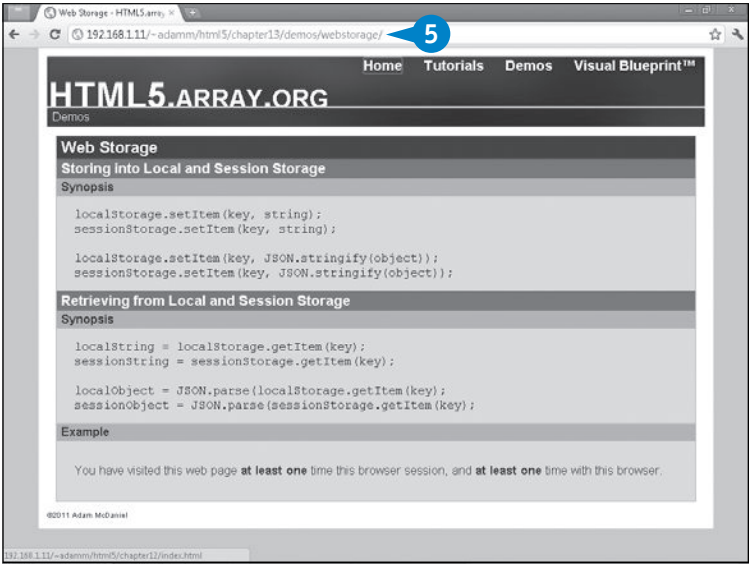 Web Storage - HTML5.array
192.168.1.11/~adamm/html5/chapter13/demos/webstorage/
5
Home Tutorials Demos Visual Blueprint™
HTML5.ARRAY.ORG
Demos
Web Storage
Storing into Local and Session Storage
Synopsis
localStorage.setItem(key, string);
sessionStorage.setItem(key, string);
localStorage.setItem(key, JSON.stringify(object));
sessionStorage.setItem(key, JSON.stringify(object));
Retrieving from Local and Session Storage
Synopsis
localString = localStorage.getItem(key);
sessionString = sessionStorage.getItem(key);
localObject = JSON.parse(localStorage.getItem(key);
sessionObject = JSON.parse(sessionStorage.getItem(key);
Example
You have visited this web page at least one time this browser session, and at least one time with this browser.
©2011 Adam McDaniel
192.168.1.11/~adamm/html5/chapter12/index.html